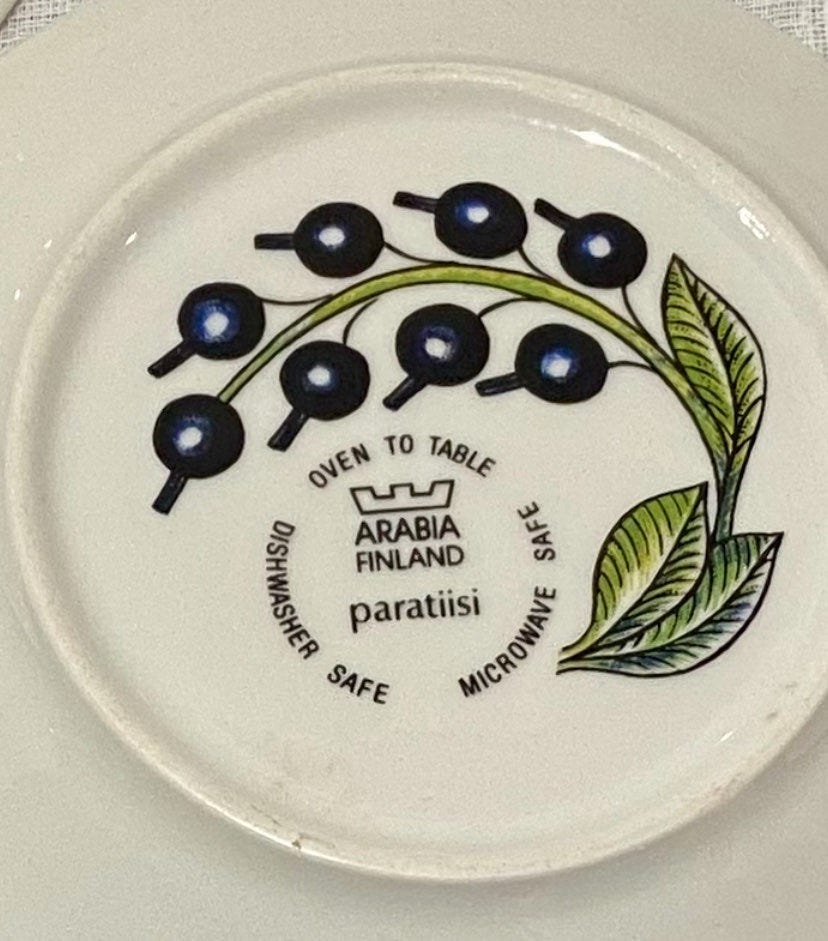 OVEN TO TABLE
ARABIA
FINLAND
paratiisi
DISHWASHER SAFE
MICROWAVE SAFE